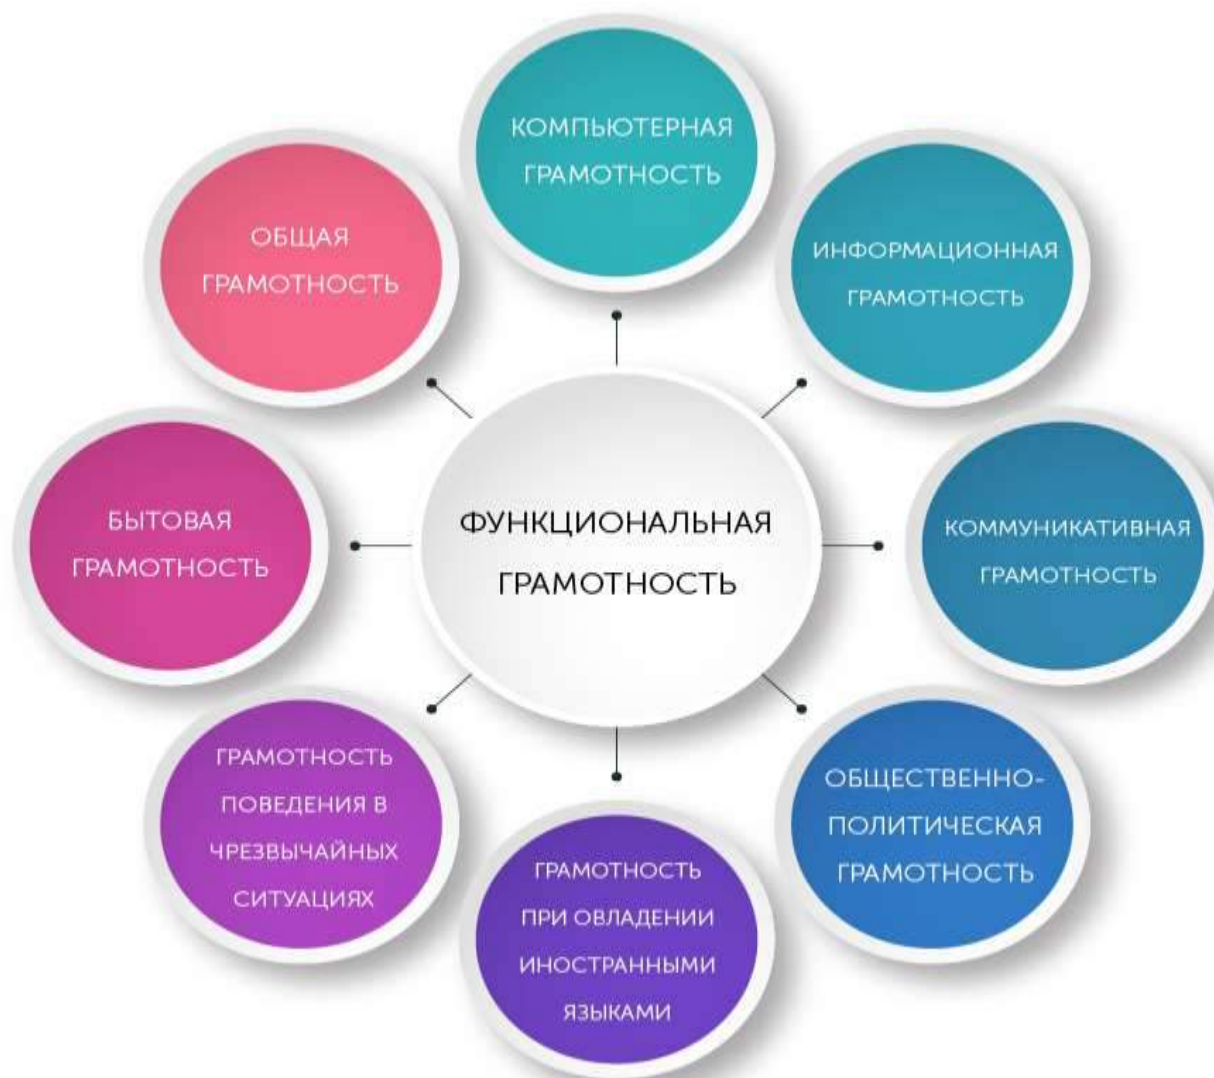 КОМПЬЮТЕРНАЯ
ГРАМОТНОСТЬ
ОБЩАЯ
ГРАМОТНОСТЬ
ИНФОРМАЦИОННАЯ
ГРАМОТНОСТЬ
БЫТОВАЯ
ГРАМОТНОСТЬ
ФУНКЦИОНАЛЬНАЯ
ГРАМОТНОСТЬ
КОММУНИКАТИВНАЯ
ГРАМОТНОСТЬ
ГРАМОТНОСТЬ
ПОВЕДЕНИЯ В
ЧРЕЗВЫЧАЙНЫХ
СИТУАЦИЯХ
ГРАМОТНОСТЬ
ПРИ ОВЛАДЕНИИ
ИНОСТРАННЫМИ
ЯЗЫКАМИ
ОБЩЕСТВЕННО-
ПОЛИТИЧЕСКАЯ
ГРАМОТНОСТЬ